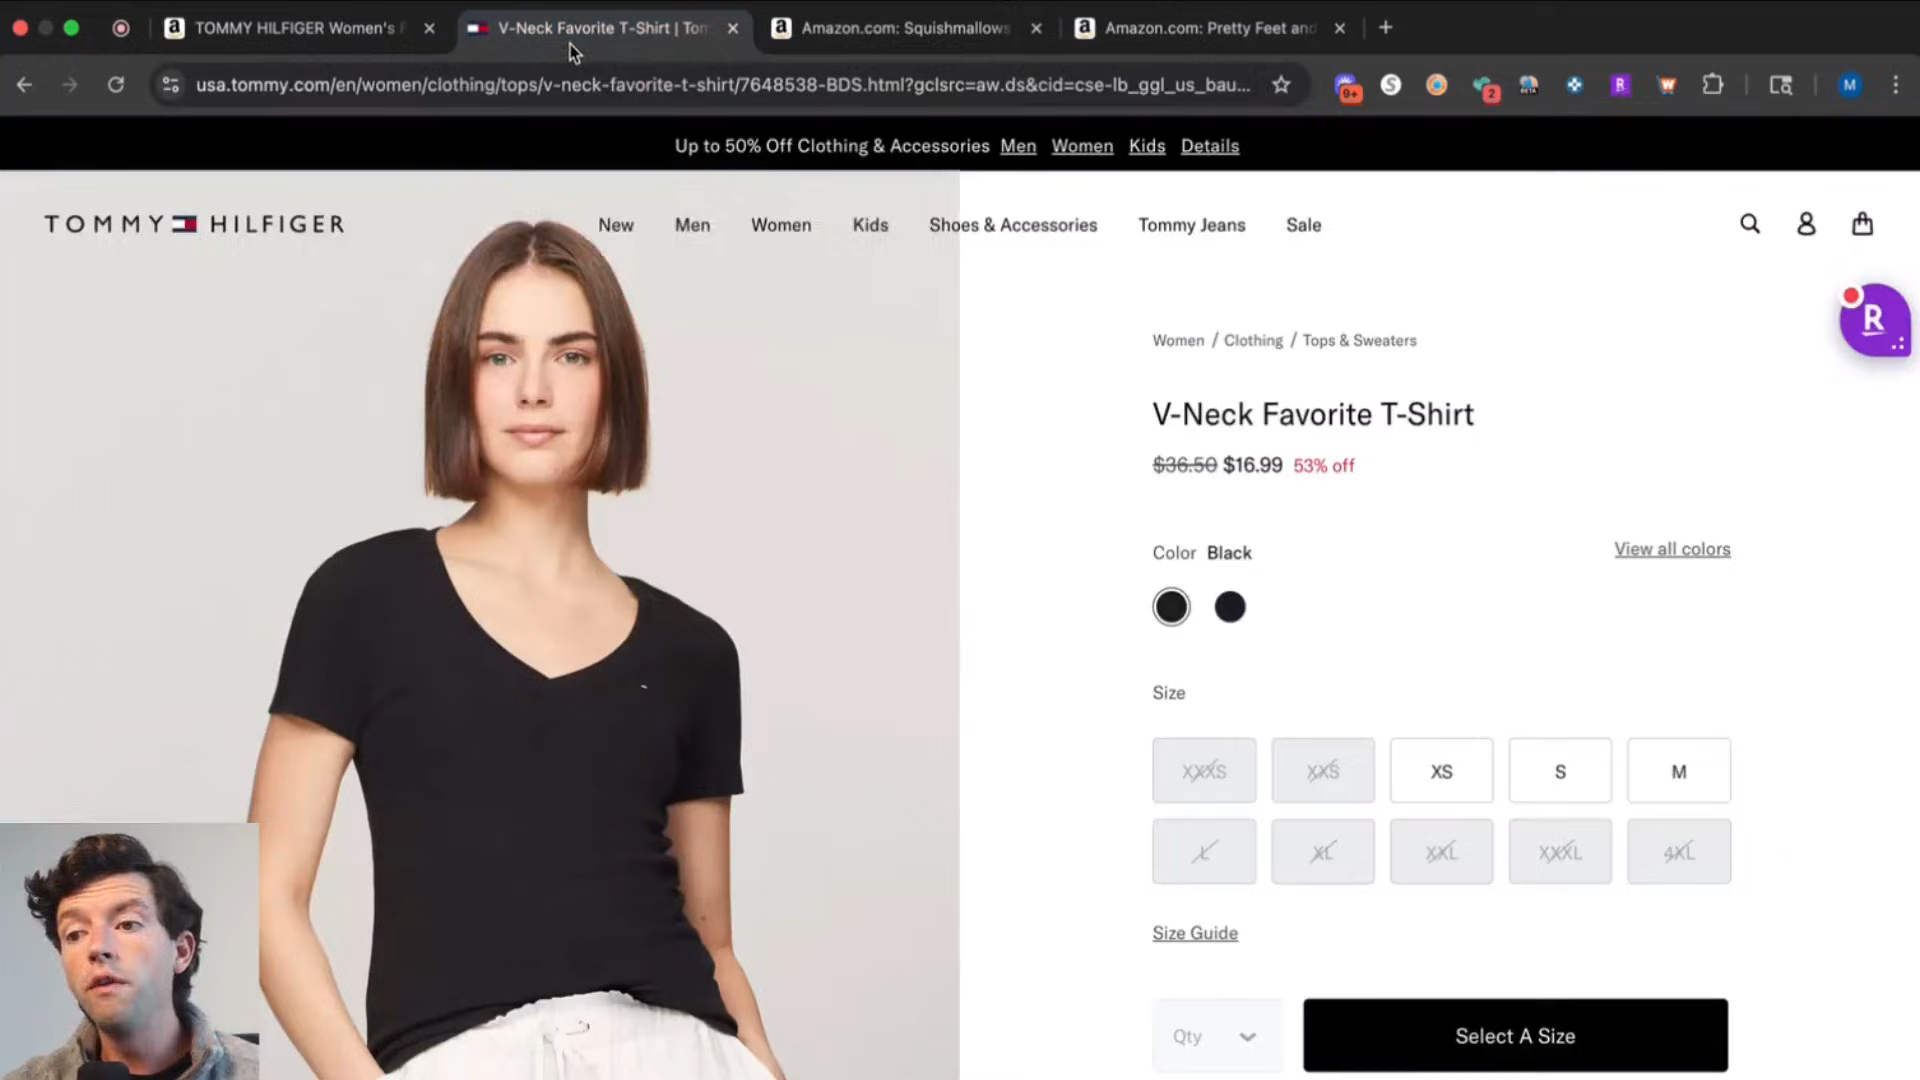 TOMMY HILFIGER Women's F
V-Neck Favorite T-Shirt | Tom
Amazon.com: Squishmallows
Amazon.com: Pretty Feet and
usa.tommy.com/en/women/clothing/tops/v-neck-favorite-t-shirt/7648538-BDS.html?gclsrc=aw.ds&cid=cse-lb_ggl_us_bau...
9+
2
BETA
M
Up to 50% Off Clothing & Accessories Men Women Kids Details
TOMMY HILFIGER
New Men Women Kids Shoes & Accessories Tommy Jeans Sale
R
Women / Clothing / Tops & Sweaters
V-Neck Favorite T-Shirt
$36.50 $16.99 53% off
Color Black
View all colors
Size
XXXS XXS XS S M
L XL XXL XXXL 4XL
Size Guide
Qty
Select A Size